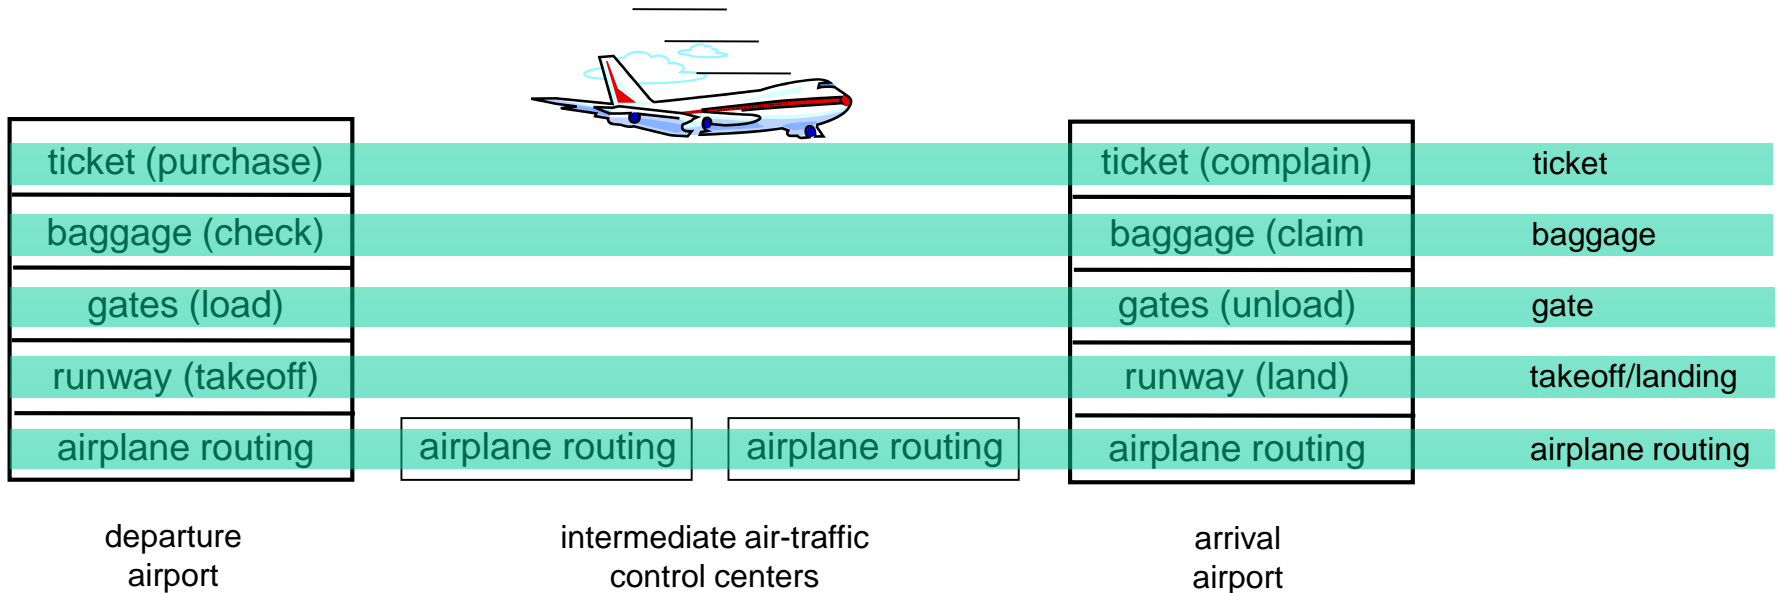 ticket (purchase)
ticket (complain)
ticket
baggage (check)
baggage (claim
baggage
gates (load)
gates (unload)
gate
runway (takeoff)
runway (land)
takeoff/landing
airplane routing
airplane routing
airplane routing
airplane routing
airplane routing
departure
airport
intermediate air-traffic
control centers
arrival
airport